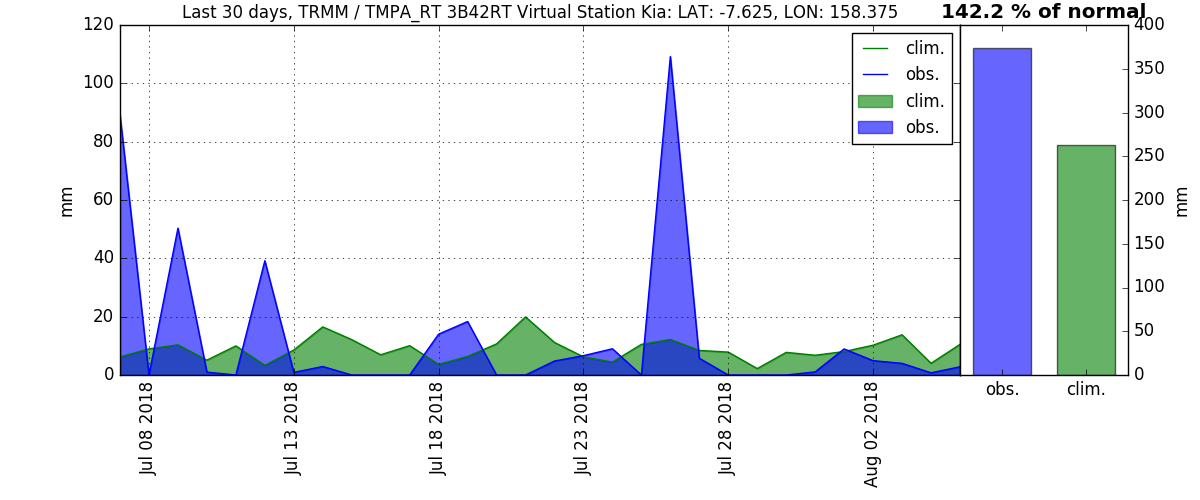 Last 30 days, TRMM / TMPA_RT 3B42RT Virtual Station Kia: LAT: -7.625, LON: 158.375
142.2 % of normal
120
100
80
60
40
20
0
mm
clim.
obs.
clim.
obs.
Jul 08 2018
Jul 13 2018
Jul 18 2018
Jul 23 2018
Jul 28 2018
Aug 02 2018
400
350
300
250
200
150
100
50
0
mm
obs.
clim.